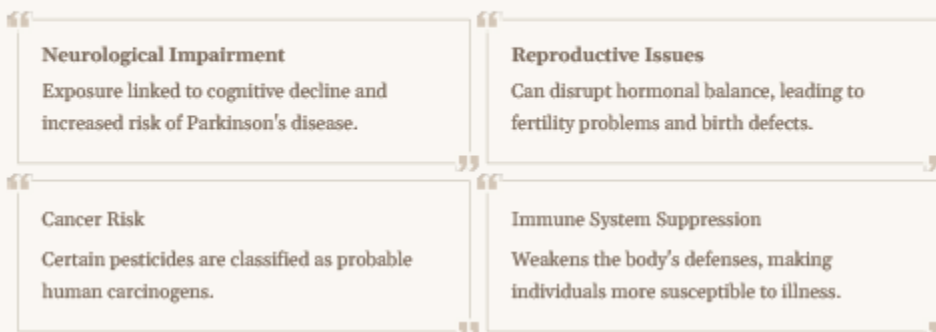 Neurological Impairment
Exposure linked to cognitive decline and
increased risk of Parkinson's disease.
Reproductive Issues
Can disrupt hormonal balance, leading to
fertility problems and birth defects.
Cancer Risk
Certain pesticides are classified as probable
human carcinogens.
Immune System Suppression
Weakens the body's defenses, making
individuals more susceptible to illness.